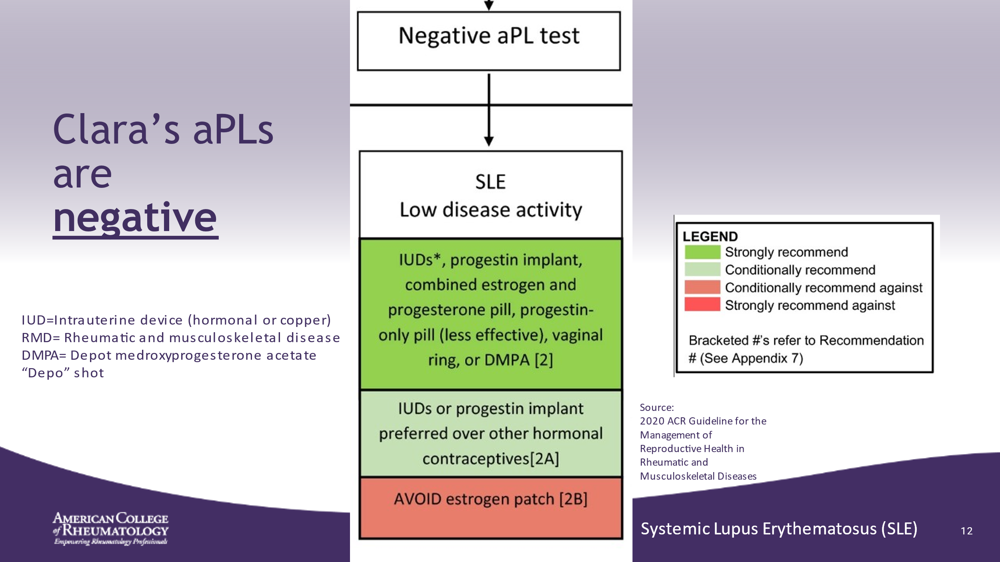 Clara’s aPLs
are
negative
IUD=Intrauterine device (hormonal or copper)
RMD= Rheumatic and musculoskeletal disease
DMPA= Depot medroxyprogesterone acetate
“Depo” shot
AMERICAN COLLEGE
of RHEUMATOLOGY
Empowering Rheumatology Professionals
Negative aPL test
SLE
Low disease activity
IUDs*, progestin implant,
combined estrogen and
progesterone pill, progestin-
only pill (less effective), vaginal
ring, or DMPA [2]
IUDs or progestin implant
preferred over other hormonal
contraceptives[2A]
AVOID estrogen patch [2B]
LEGEND
Strongly recommend
Conditionally recommend
Conditionally recommend against
Strongly recommend against
Bracketed #'s refer to Recommendation
# (See Appendix 7)
Source:
2020 ACR Guideline for the
Management of
Reproductive Health in
Rheumatic and
Musculoskeletal Diseases
Systemic Lupus Erythematosus (SLE)
12